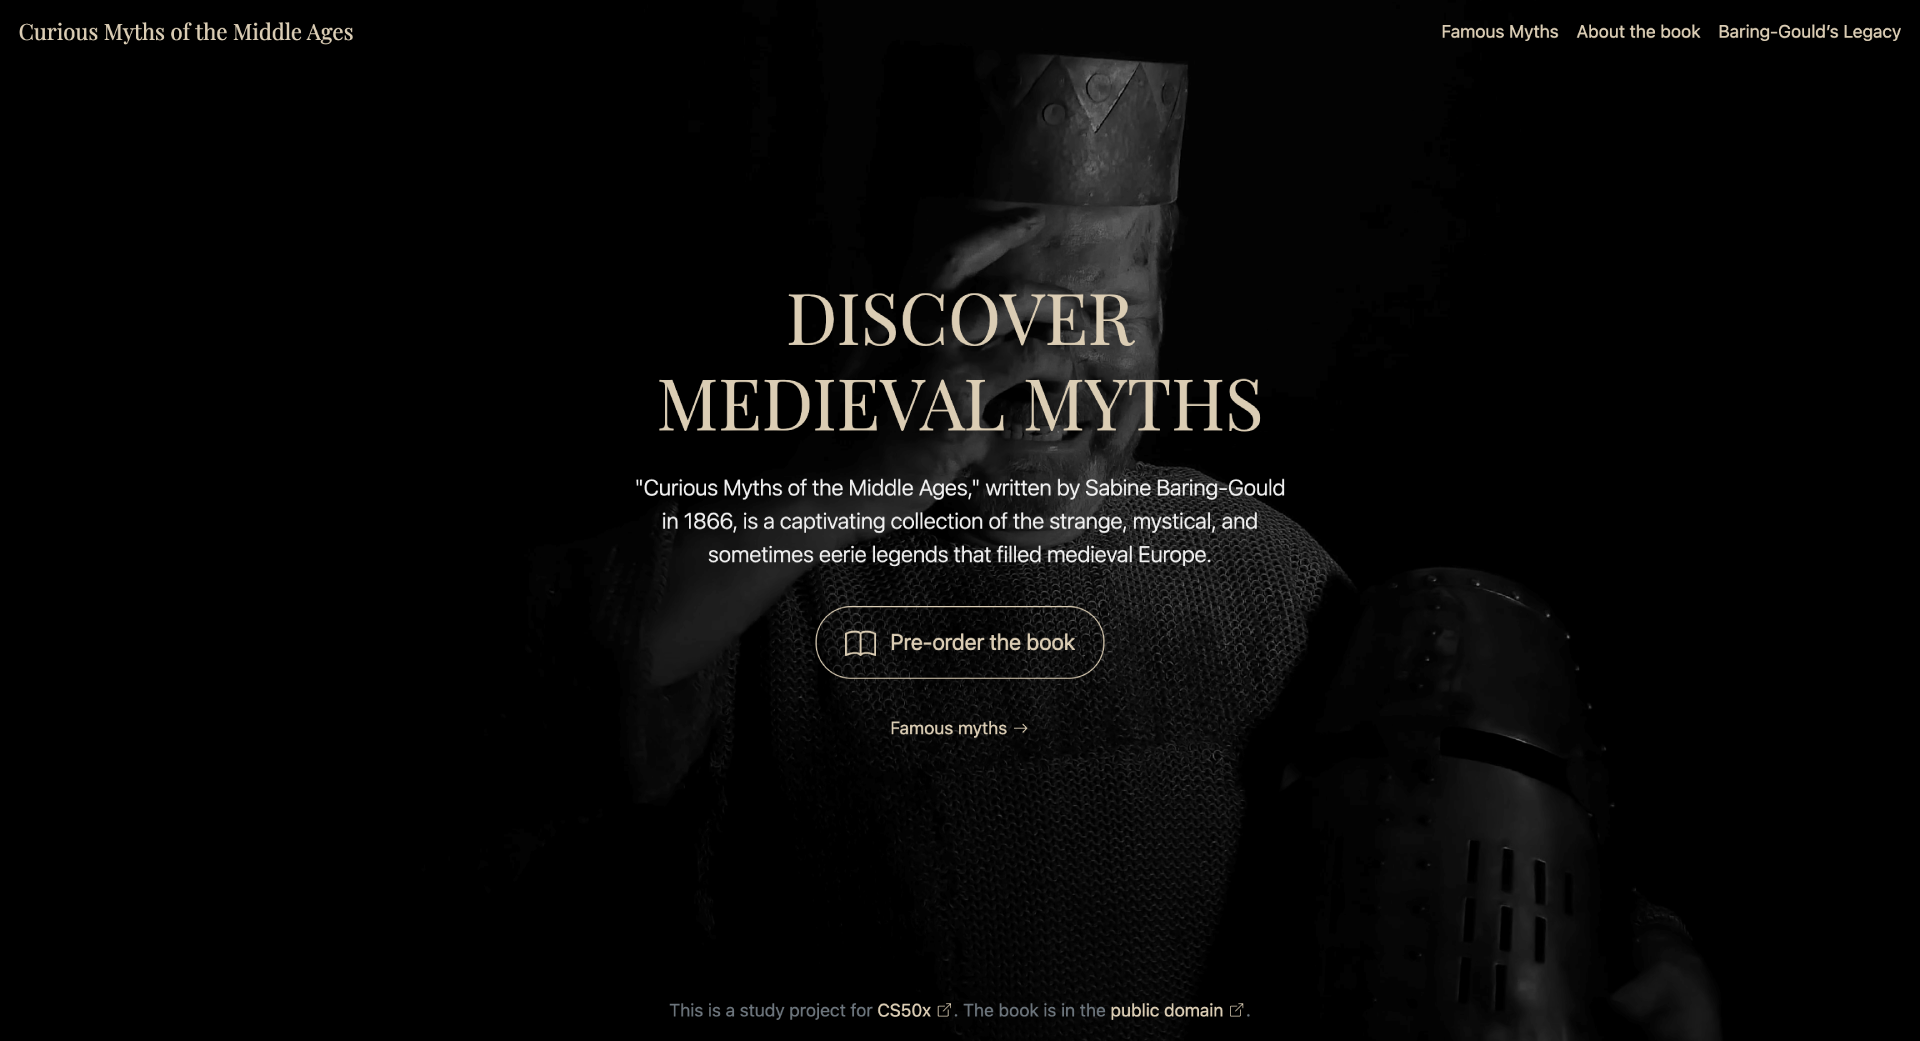 Curious Myths of the Middle Ages
Famous Myths
About the book
Baring-Gould’s Legacy
DISCOVER
MEDIEVAL MYTHS
"Curious Myths of the Middle Ages," written by Sabine Baring-Gould
in 1866, is a captivating collection of the strange, mystical, and
sometimes eerie legends that filled medieval Europe.
Pre-order the book
Famous myths →
This is a study project for CS50x. The book is in the public domain.